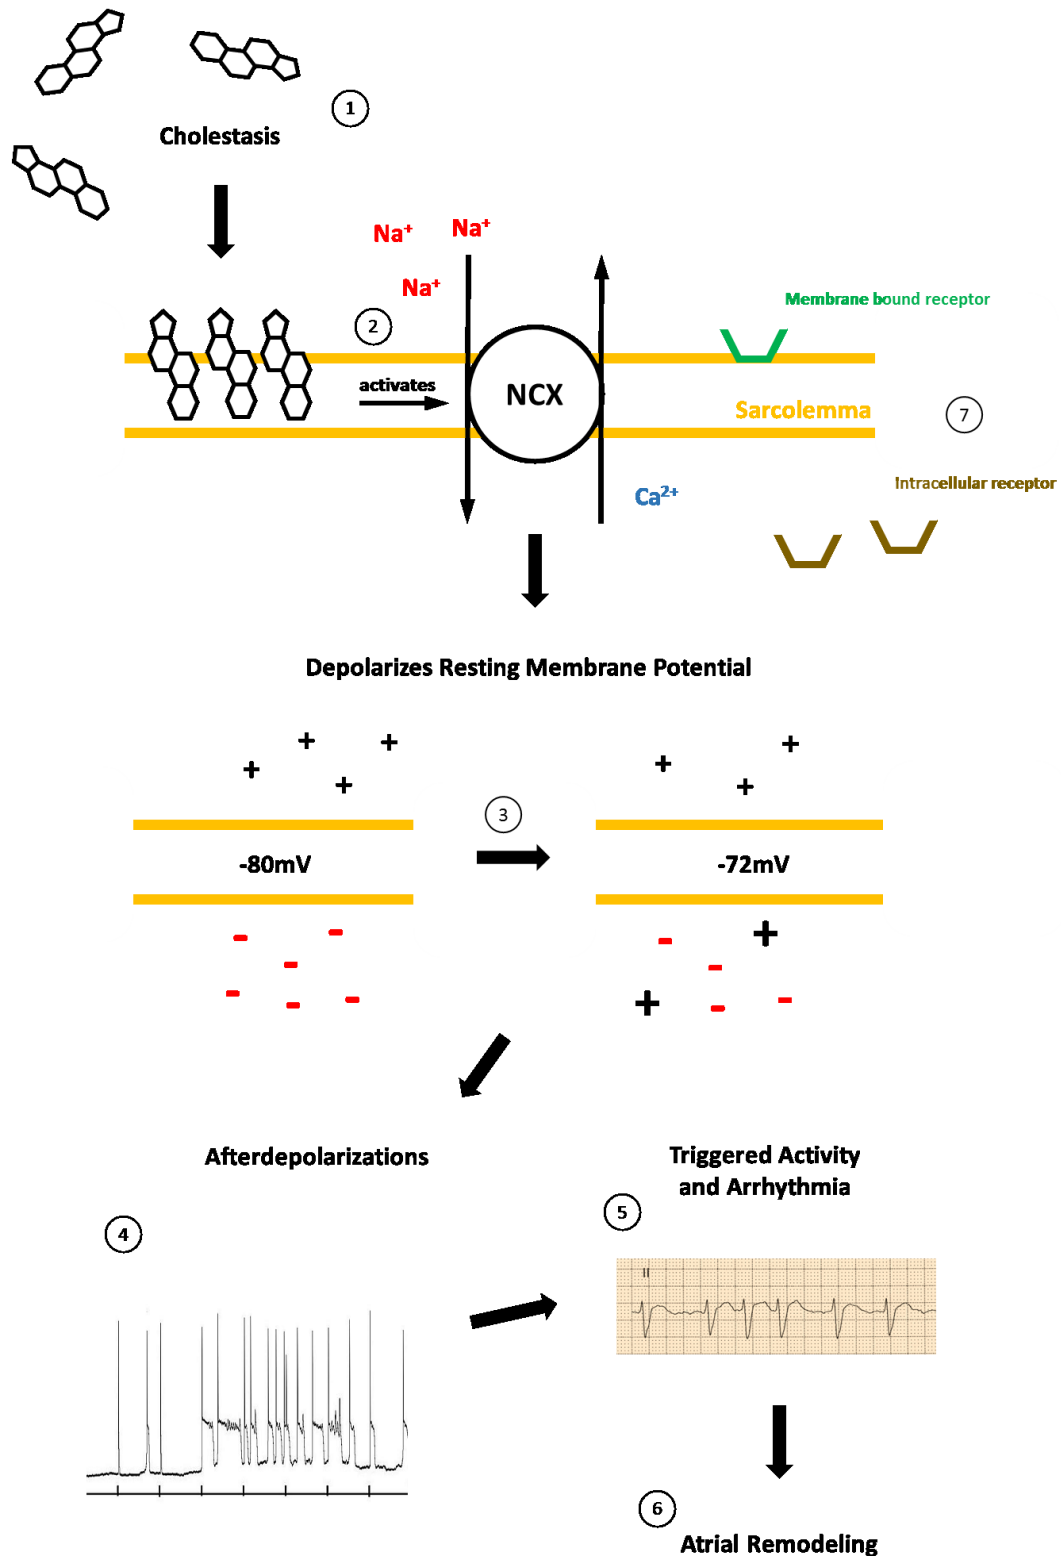 1
Cholestasis
Na⁺
Na⁺
Na⁺
2
Membrane bound receptor
activates
NCX
Sarcolemma
7
Ca²⁺
Intracellular receptor
Depolarizes Resting Membrane Potential
+
+
+
+
+
+
+
3
-80mV
-72mV
-
-
-
-
-
-
-
+
-
+
-
-
Afterdepolarizations
Triggered Activity
and Arrhythmia
4
5
II
6
Atrial Remodeling